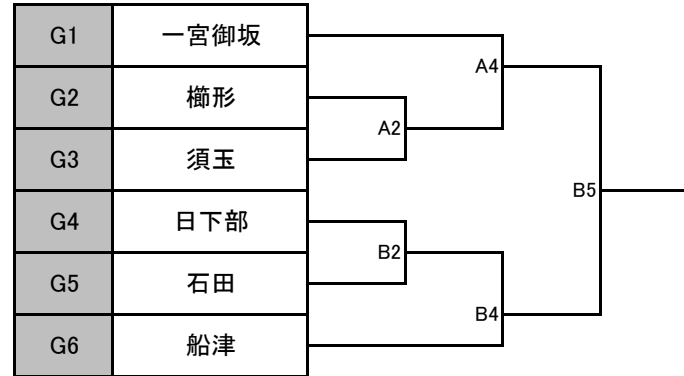 G1 一宮御坂
A4
G2 櫛形
A2
G3 須玉
B5
G4 日下部
B2
G5 石田
B4
G6 船津